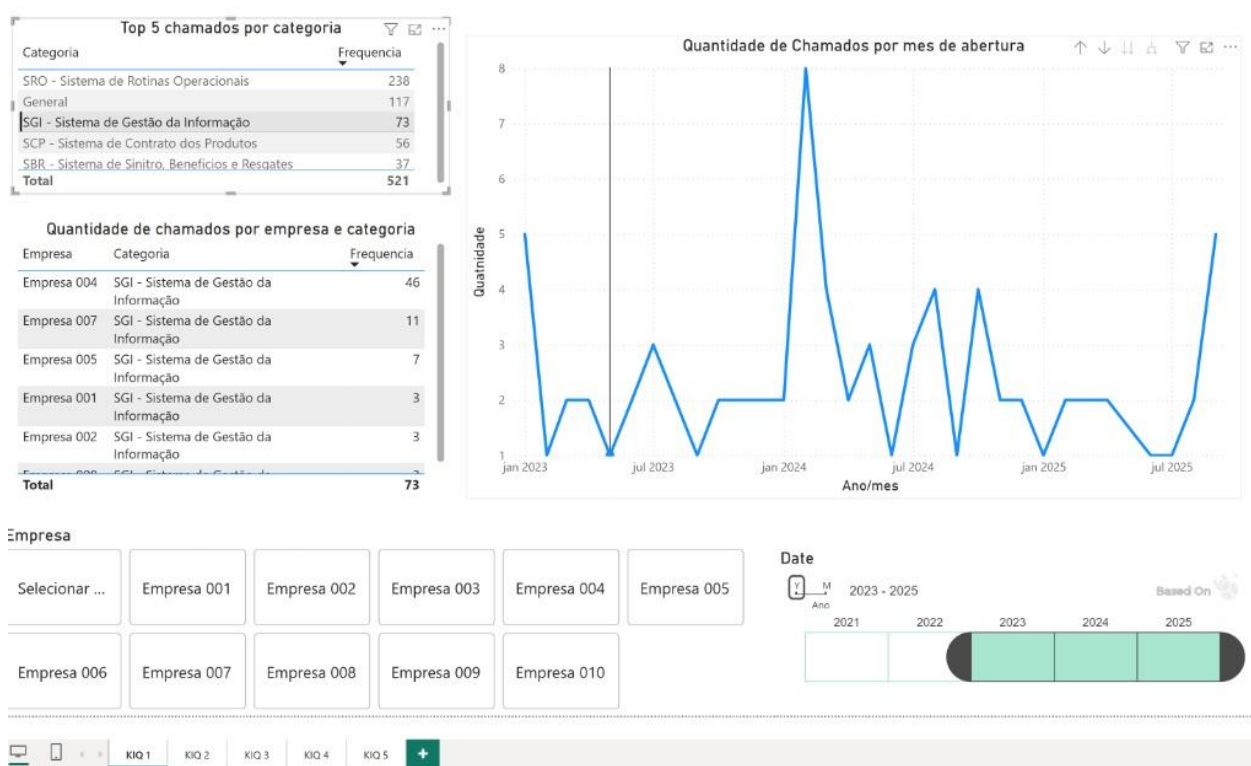 Top 5 chamados por categoria
Categoria Frequencia
SRO - Sistema de Rotinas Operacionais 238
General 117
SGI - Sistema de Gestão da Informação 73
SCP - Sistema de Contrato dos Produtos 56
SBR - Sistema de Sinitro, Beneficios e Resgates 37
Total 521
Quantidade de chamados por empresa e categoria
Empresa Categoria Frequencia
Empresa 004 SGI - Sistema de Gestão da 46
Informação
Empresa 007 SGI - Sistema de Gestão da 11
Informação
Empresa 005 SGI - Sistema de Gestão da 7
Informação
Empresa 001 SGI - Sistema de Gestão da 3
Informação
Empresa 002 SGI - Sistema de Gestão da 3
Informação
Total 73
Quantidade de Chamados por mes de abertura
8
7
6
5
4
3
2
1
Quatnidade
jan 2023 jul 2023 jan 2024 jul 2024 jan 2025 jul 2025
Ano/mes
Empresa
Selecionar ... Empresa 001 Empresa 002 Empresa 003 Empresa 004 Empresa 005
Empresa 006 Empresa 007 Empresa 008 Empresa 009 Empresa 010
Date
Y M 2023 - 2025 Based On
Ano
2021 2022 2023 2024 2025
KIQ 1 KIQ 2 KIQ 3 KIQ 4 KIQ 5 +